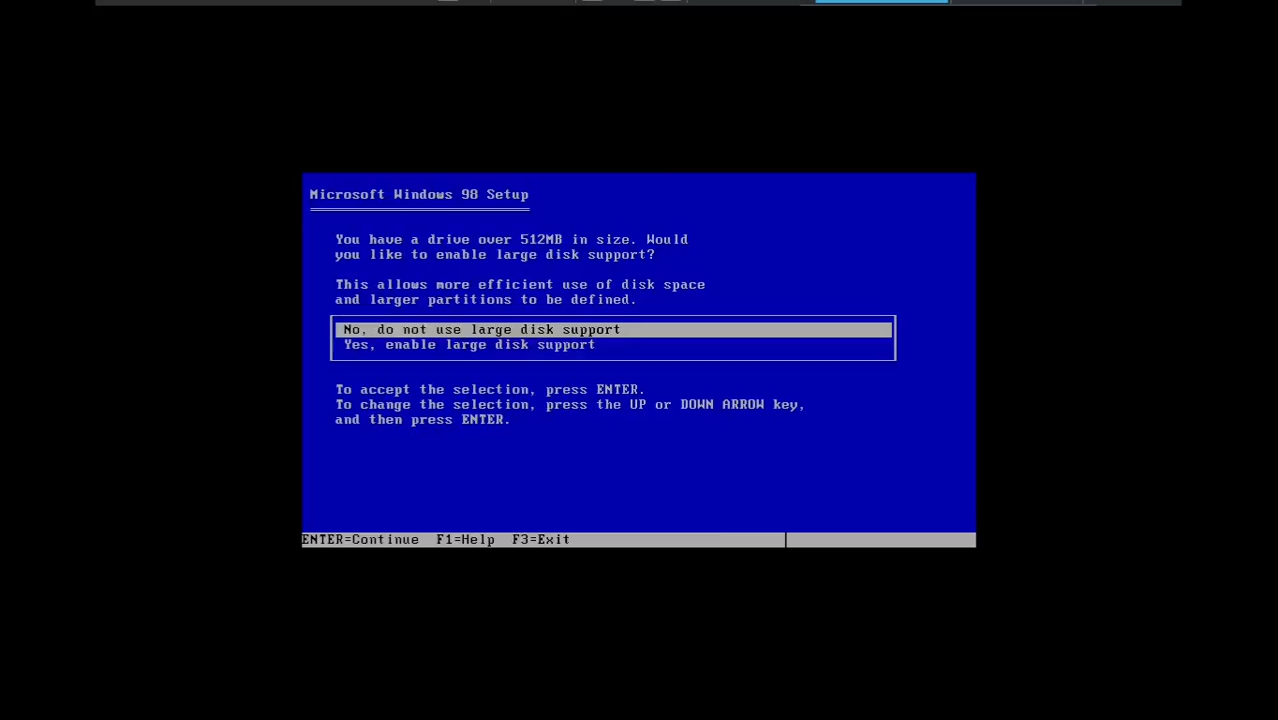 Microsoft Windows 98 Setup
You have a drive over 512MB in size. Would
you like to enable large disk support?
This allows more efficient use of disk space
and larger partitions to be defined.
No, do not use large disk support
Yes, enable large disk support
To accept the selection, press ENTER.
To change the selection, press the UP or DOWN ARROW key,
and then press ENTER.
ENTER=Continue  F1=Help  F3=Exit